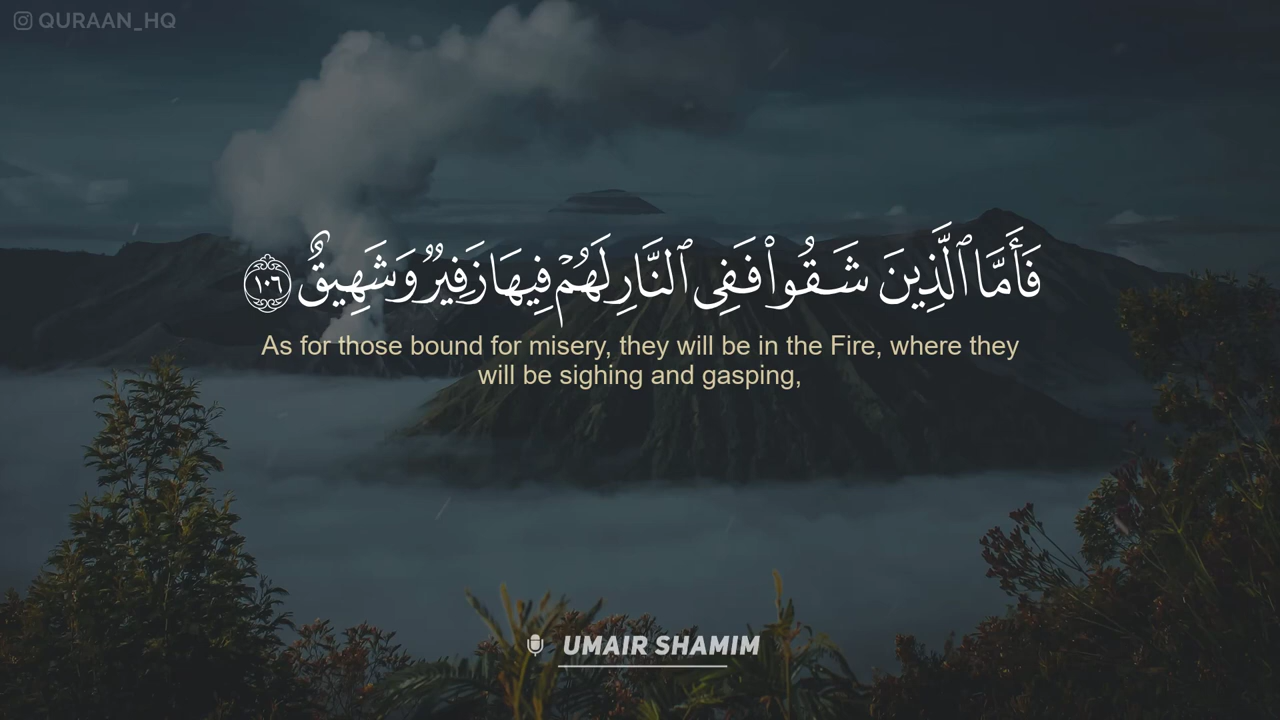 QURAAN_HQ
فَأَمَّا ٱلَّذِينَ شَقُوا۟ فَفِى ٱلنَّارِ لَهُمْ فِيهَا زَفِيرٌ وَشَهِيقٌ ١٠٦
As for those bound for misery, they will be in the Fire, where they
will be sighing and gasping,
UMAIR SHAMIM